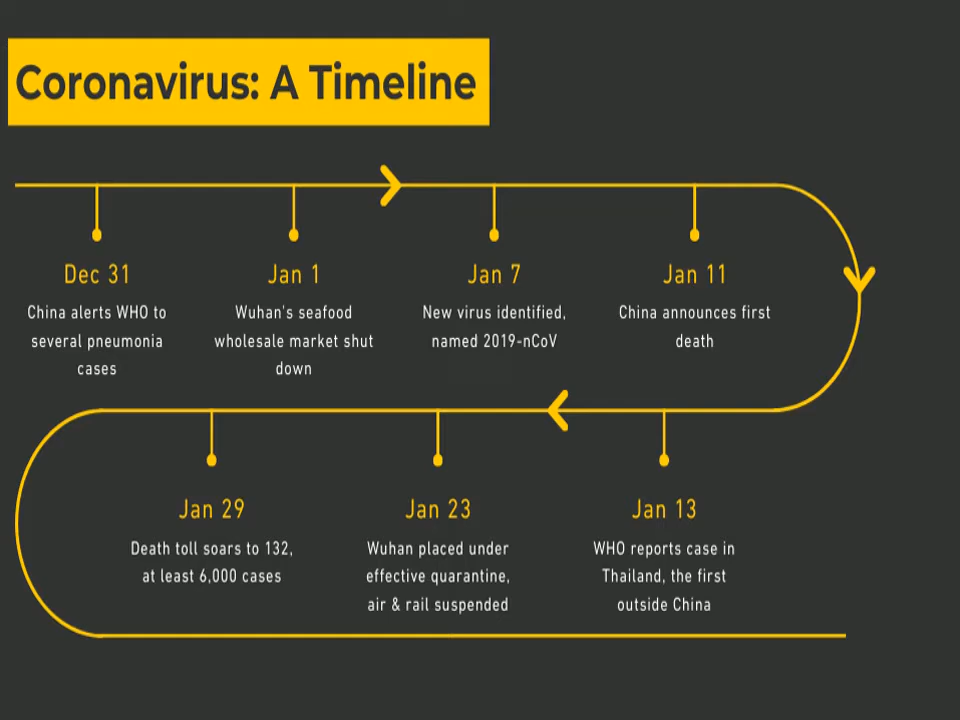 Coronavirus: A Timeline
Dec 31
China alerts WHO to
several pneumonia
cases
Jan 1
Wuhan's seafood
wholesale market shut
down
Jan 7
New virus identified,
named 2019-nCoV
Jan 11
China announces first
death
Jan 13
WHO reports case in
Thailand, the first
outside China
Jan 23
Wuhan placed under
effective quarantine,
air & rail suspended
Jan 29
Death toll soars to 132,
at least 6,000 cases